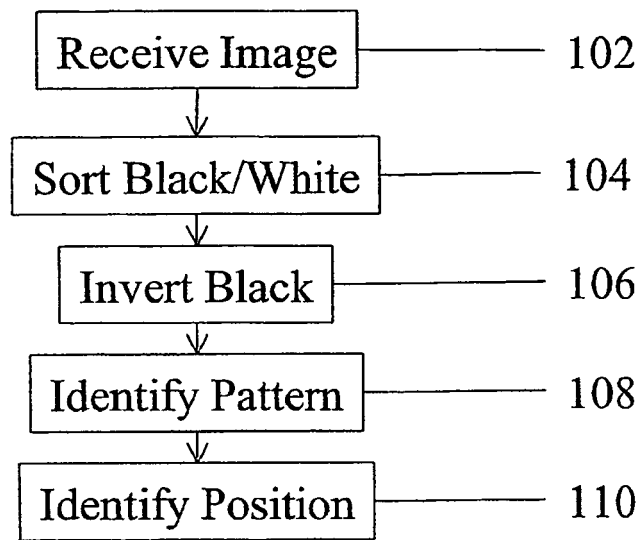 Receive Image 102
Sort Black/White 104
Invert Black 106
Identify Pattern 108
Identify Position 110